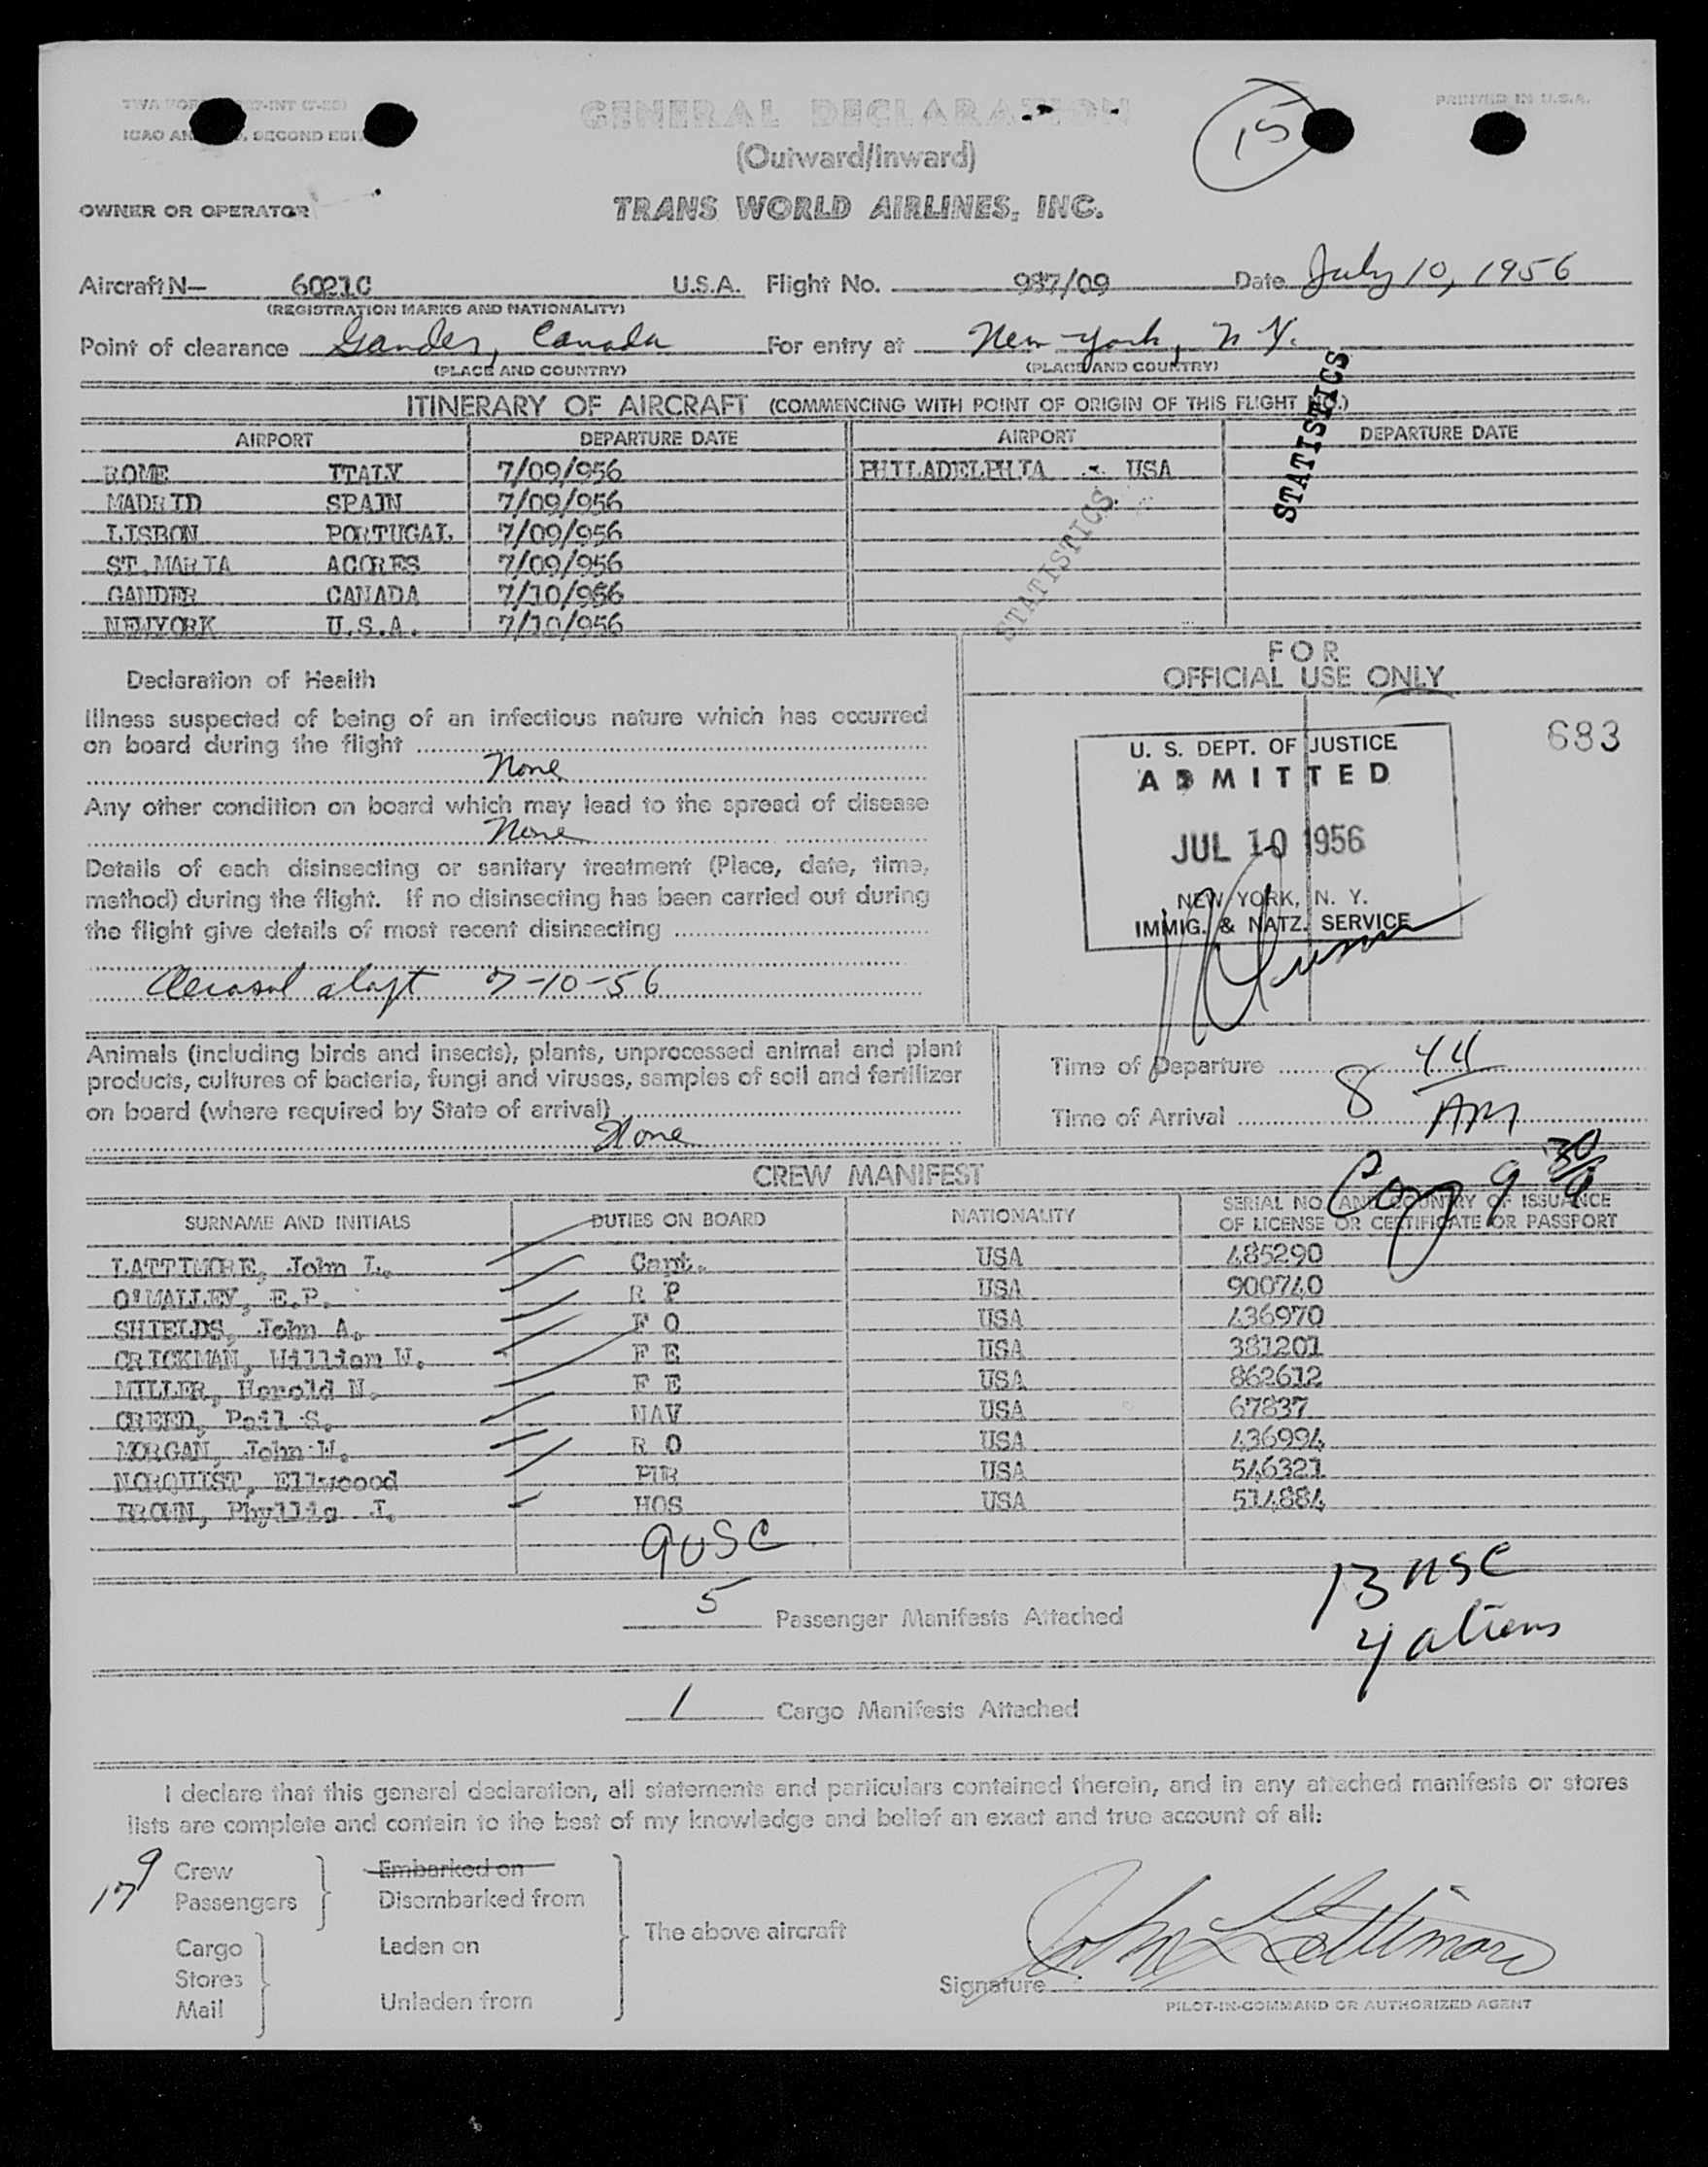 GENERAL DECLARATION
15
PRINTED IN U.S.A.
(Outward/Inward)
OWNER OR OPERATOR TRANS WORLD AIRLINES, INC.
Aircraft N— 6021C U.S.A. Flight No. 987/09 Date July 10, 1956
(REGISTRATION MARKS AND NATIONALITY)
Point of clearance Gander, Canada For entry at New York, N Y.
(PLACE AND COUNTRY) (PLACE AND COUNTRY)
STATISTICS
ITINERARY OF AIRCRAFT (COMMENCING WITH POINT OF ORIGIN OF THIS FLIGHT
AIRPORT DEPARTURE DATE AIRPORT DEPARTURE DATE
ROME ITALY 7/09/956 PHILADELPHIA USA
MADRID SPAIN 7/09/956
LISBON PORTUGAL 7/09/956
ST.MARIA ACORES 7/09/956
GANDER CANADA 7/10/956
NEWYORK U.S.A. 7/10/956
STATISTICS
FOR
OFFICIAL USE ONLY
683
U. S. DEPT. OF JUSTICE
ADMITTED
JUL 10 1956
NEW YORK, N. Y.
IMMIG. & NATZ. SERVICE
Declaration of Health
Illness suspected of being of an infectious nature which has occurred
on board during the flight
None
Any other condition on board which may lead to the spread of disease
None
Details of each disinsecting or sanitary treatment (Place, date, time,
method) during the flight. If no disinsecting has been carried out during
the flight give details of most recent disinsecting
Aerosol alaft 7-10-56
Animals (including birds and insects), plants, unprocessed animal and plant
products, cultures of bacteria, fungi and viruses, samples of soil and fertilizer
on board (where required by State of arrival)
None
Time of Departure
Time of Arrival 8 44 AM
9 30
CREW MANIFEST
SURNAME AND INITIALS DUTIES ON BOARD NATIONALITY SERIAL NO. AND COUNTRY OF ISSUANCE
OF LICENSE OR CERTIFICATE OR PASSPORT
LATTIMORE, John L. Capt. USA 485290
O'MALLEY, E.P. R P USA 900740
SHIELDS, John A. F O USA 436970
CRICKMAN, William W. F E USA 381201
MILLER, Harold N. F E USA 862612
CREED, Pail S. NAV USA 67837
MORGAN, John W. R O USA 436994
NORQUIST, Ellwoood PUR USA 546321
BROWN, Phyllis J. HOS USA 514884
9USC
13 USC
4 aliens
5 Passenger Manifests Attached
1 Cargo Manifests Attached
I declare that this general declaration, all statements and particulars contained therein, and in any attached manifests or stores
lists are complete and contain to the best of my knowledge and belief an exact and true account of all:
9 Crew
17 Passengers
Embarked on
Disembarked from
Cargo
Stores
Mail
Laden on
Unladen from
The above aircraft
Signature John L Lattimore
PILOT-IN-COMMAND OR AUTHORIZED AGENT